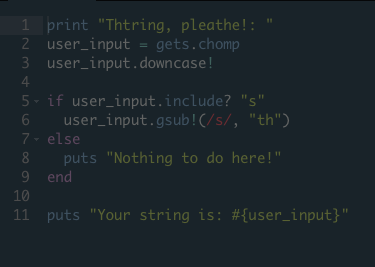 1 print "Thtring, pleathe!: "
2 user_input = gets.chomp
3 user_input.downcase!
4
5 if user_input.include? "s"
6   user_input.gsub!(/s/, "th")
7 else
8   puts "Nothing to do here!"
9 end
10
11 puts "Your string is: #{user_input}"